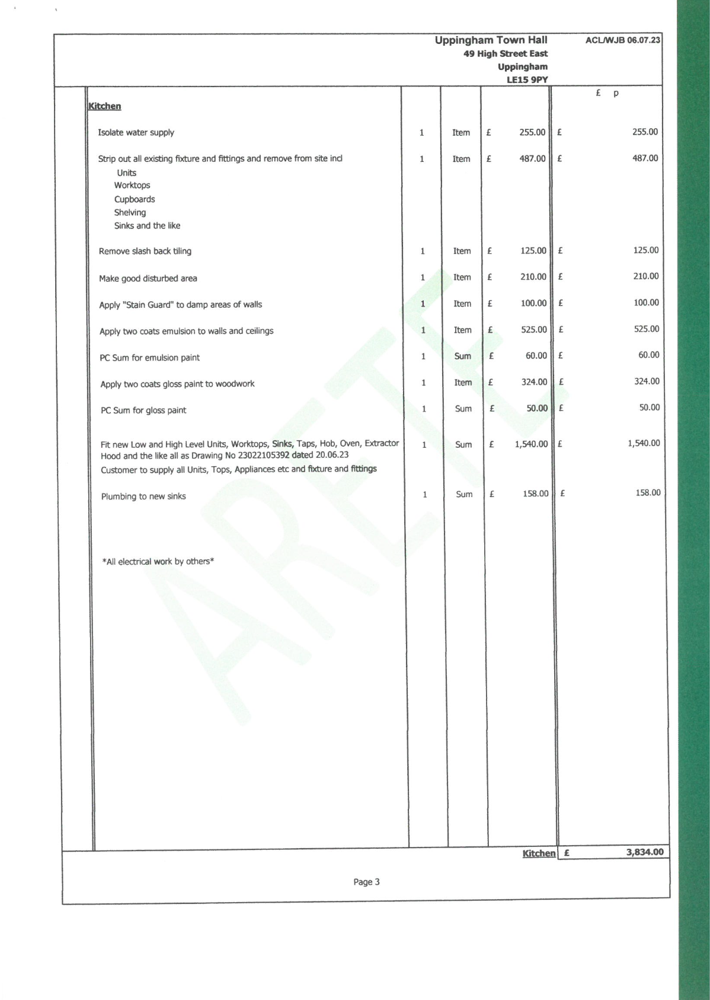 Uppingham Town Hall ACL/WJB 06.07.23
49 High Street East
Uppingham
LE15 9PY
£ p
Kitchen
Isolate water supply 1 Item £ 255.00 £ 255.00
Strip out all existing fixture and fittings and remove from site incl 1 Item £ 487.00 £ 487.00
Units
Worktops
Cupboards
Shelving
Sinks and the like
Remove slash back tiling 1 Item £ 125.00 £ 125.00
Make good disturbed area 1 Item £ 210.00 £ 210.00
Apply "Stain Guard" to damp areas of walls 1 Item £ 100.00 £ 100.00
Apply two coats emulsion to walls and ceilings 1 Item £ 525.00 £ 525.00
PC Sum for emulsion paint 1 Sum £ 60.00 £ 60.00
Apply two coats gloss paint to woodwork 1 Item £ 324.00 £ 324.00
PC Sum for gloss paint 1 Sum £ 50.00 £ 50.00
Fit new Low and High Level Units, Worktops, Sinks, Taps, Hob, Oven, Extractor 1 Sum £ 1,540.00 £ 1,540.00
Hood and the like all as Drawing No 23022105392 dated 20.06.23
Customer to supply all Units, Tops, Appliances etc and fixture and fittings
Plumbing to new sinks 1 Sum £ 158.00 £ 158.00
*All electrical work by others*
ARETE
Kitchen £ 3,834.00
Page 3